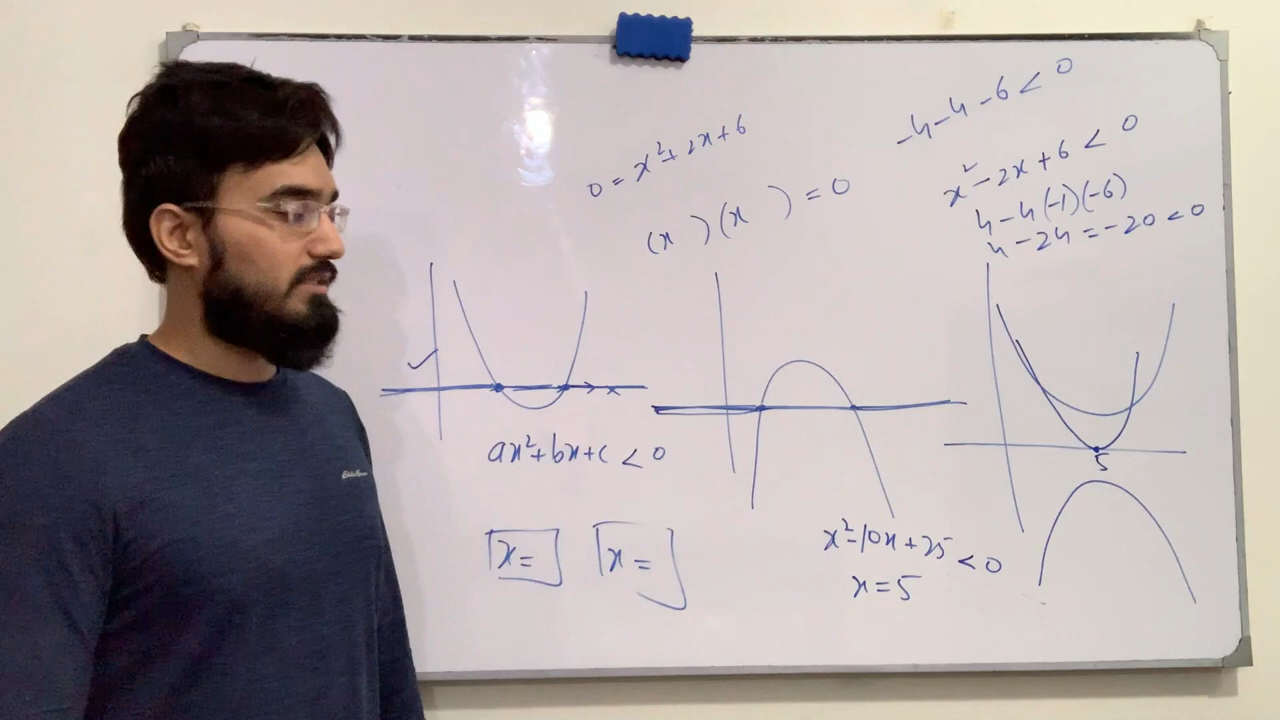 0 = x² + 2x + 6
(x  )(x  ) = 0
-4-4-6 < 0
x² - 2x + 6 < 0
4-4(-1)(-6)
4-24 = -20 < 0
x
ax² + bx + c < 0
x =
x =
5
x² - 10x + 25 < 0
x = 5